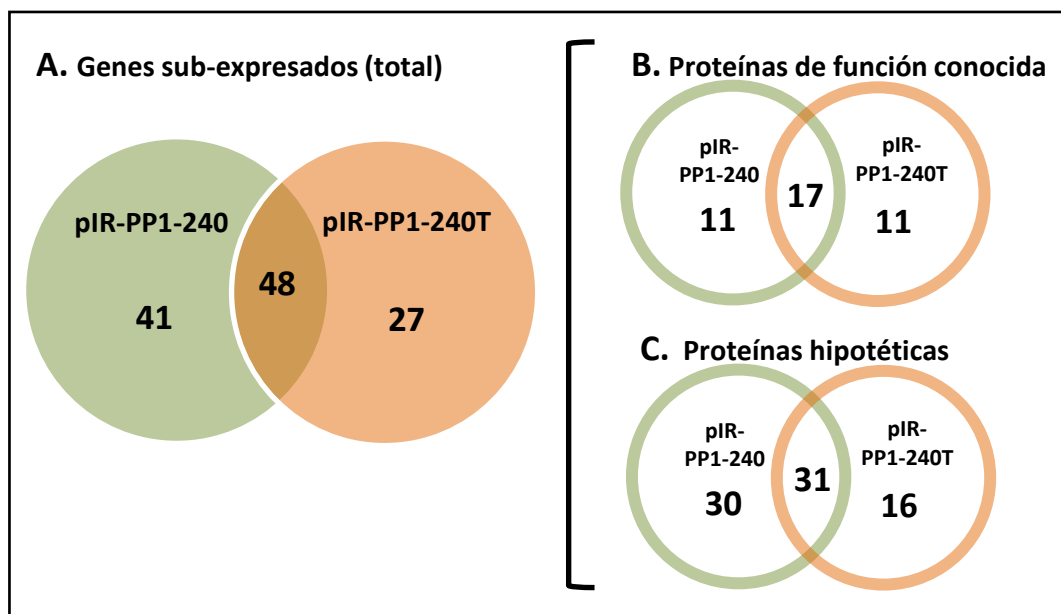 A. Genes sub-expresados (total)
pIR-PP1-240
41
48
pIR-PP1-240T
27
B. Proteínas de función conocida
pIR-
PP1-240
11
17
pIR-
PP1-240T
11
C. Proteínas hipotéticas
pIR-
PP1-240
30
31
pIR-
PP1-240T
16